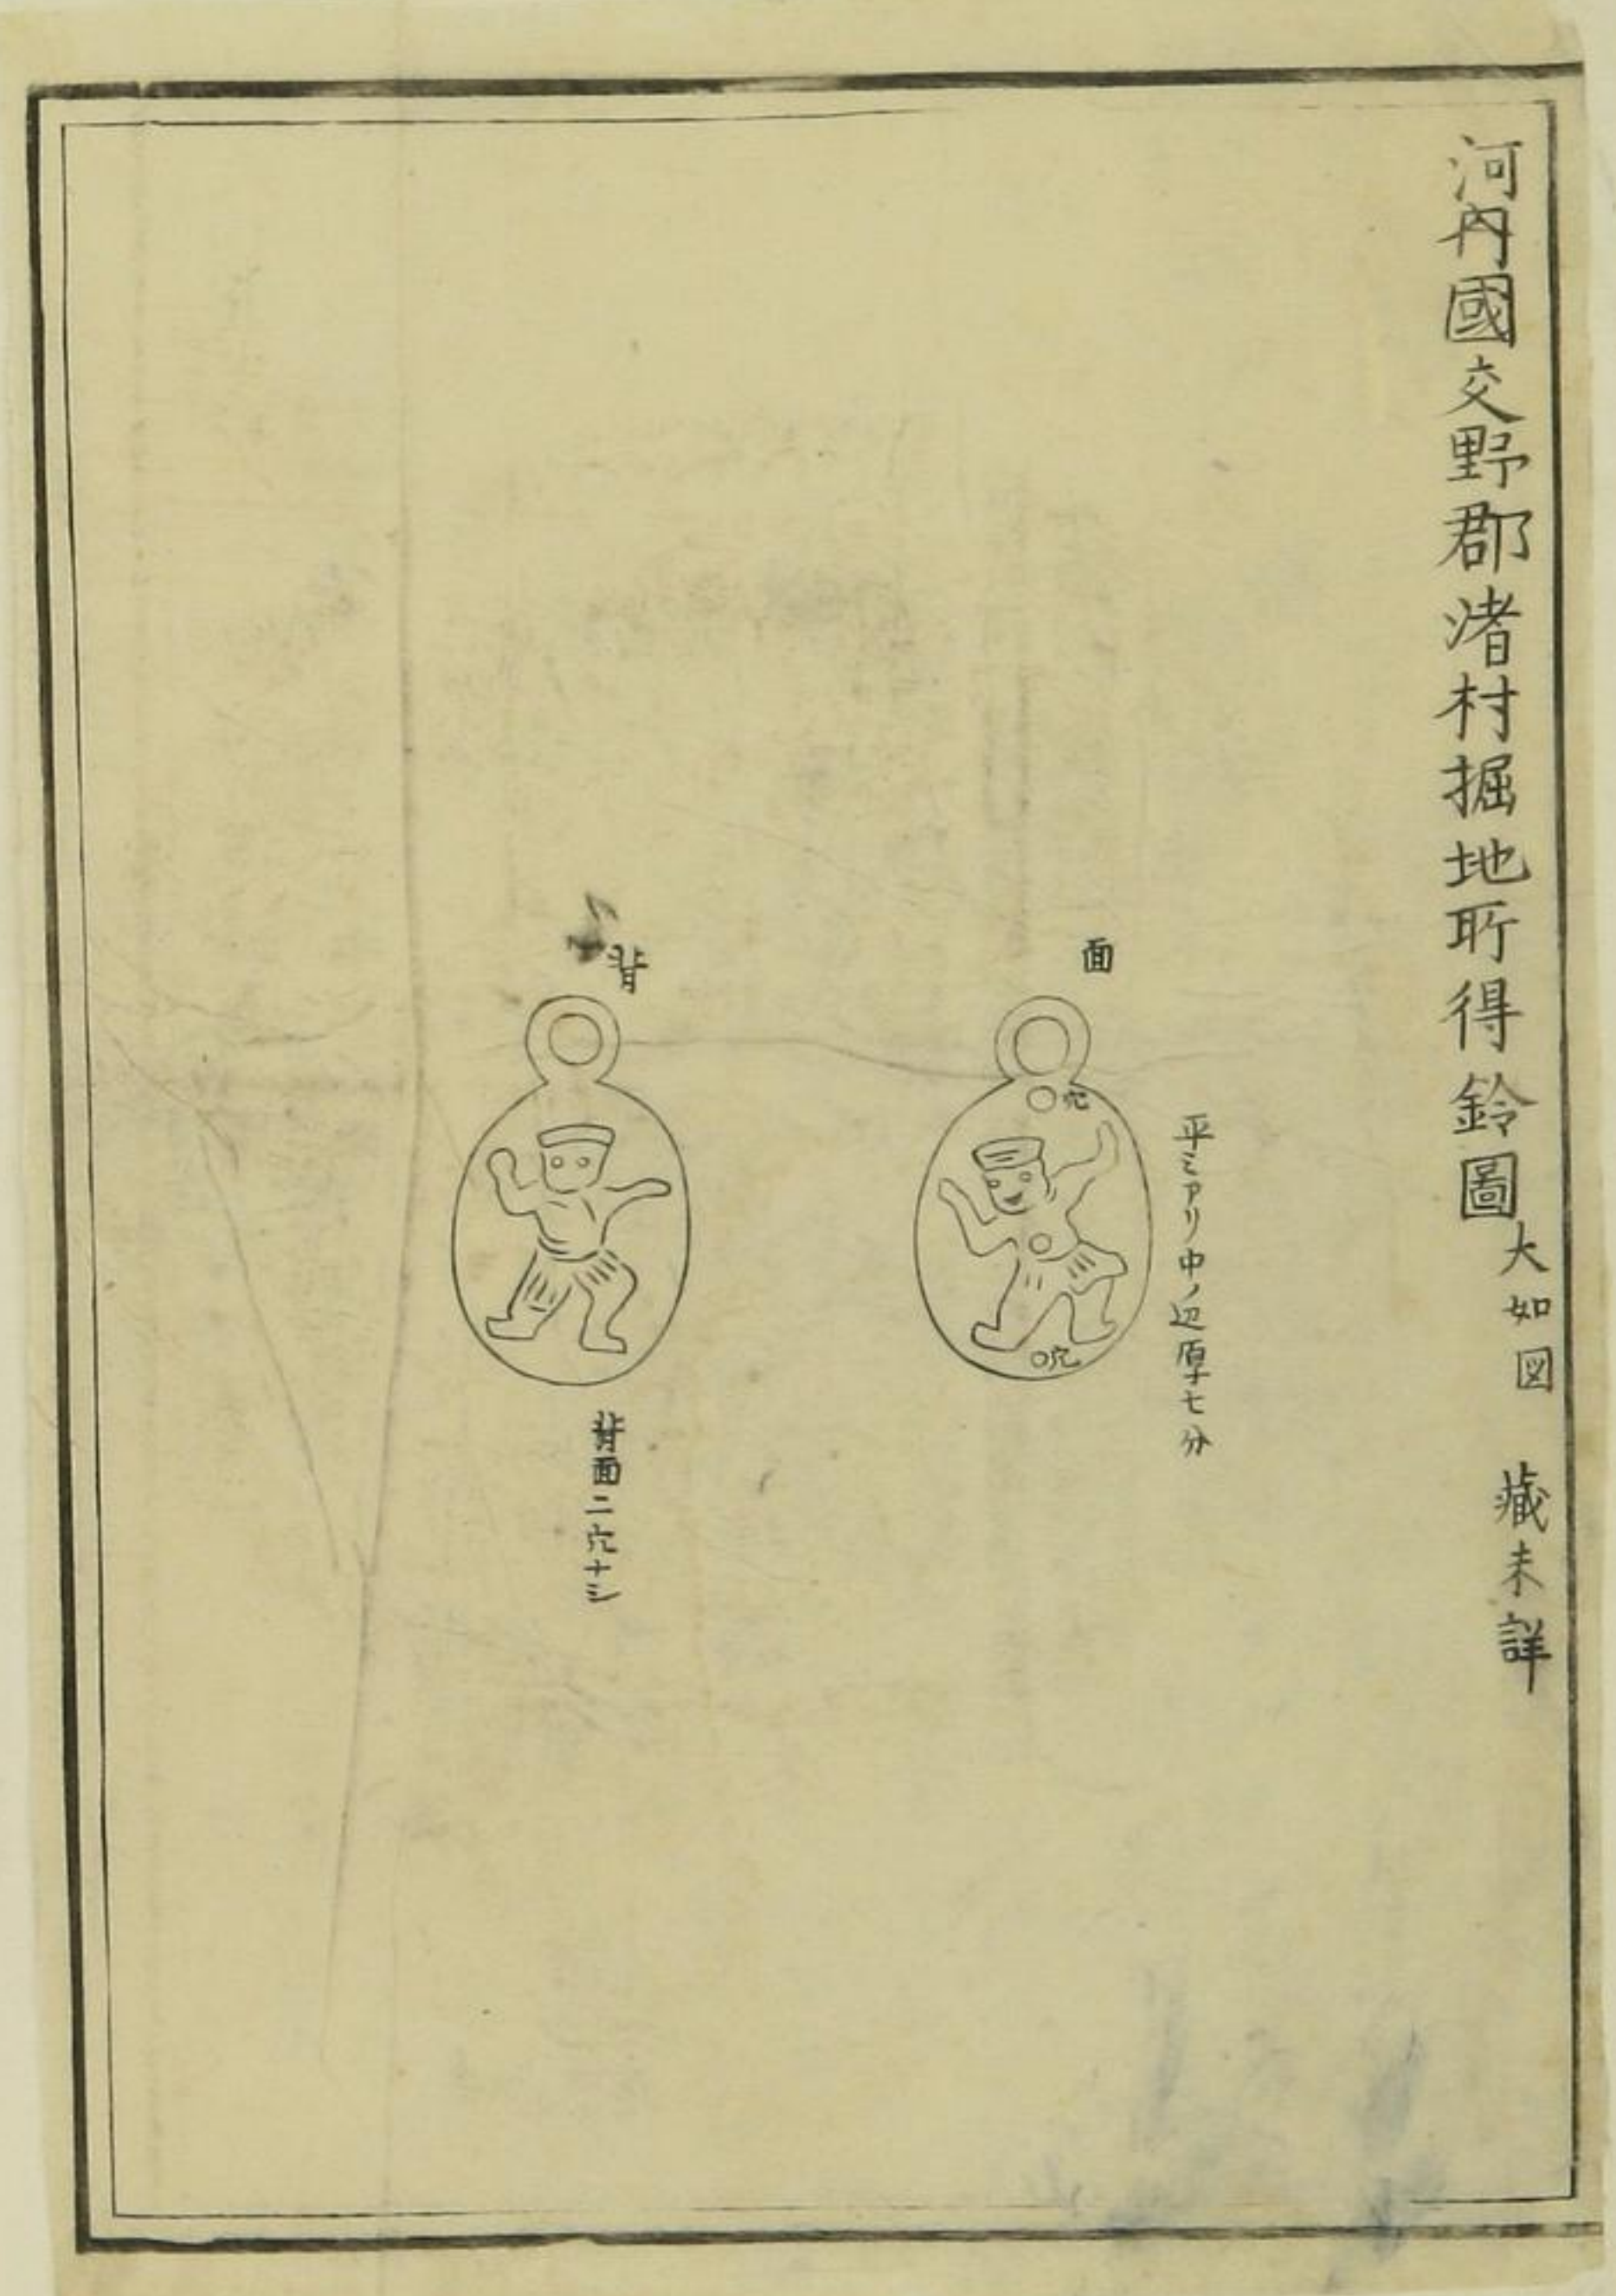 河内國交野郡渚村掘地所得鈴圖 大如図 藏未詳
面
穴
穴
平ミアリ中ノ辺厚七分
背
背面ニ穴ナシ